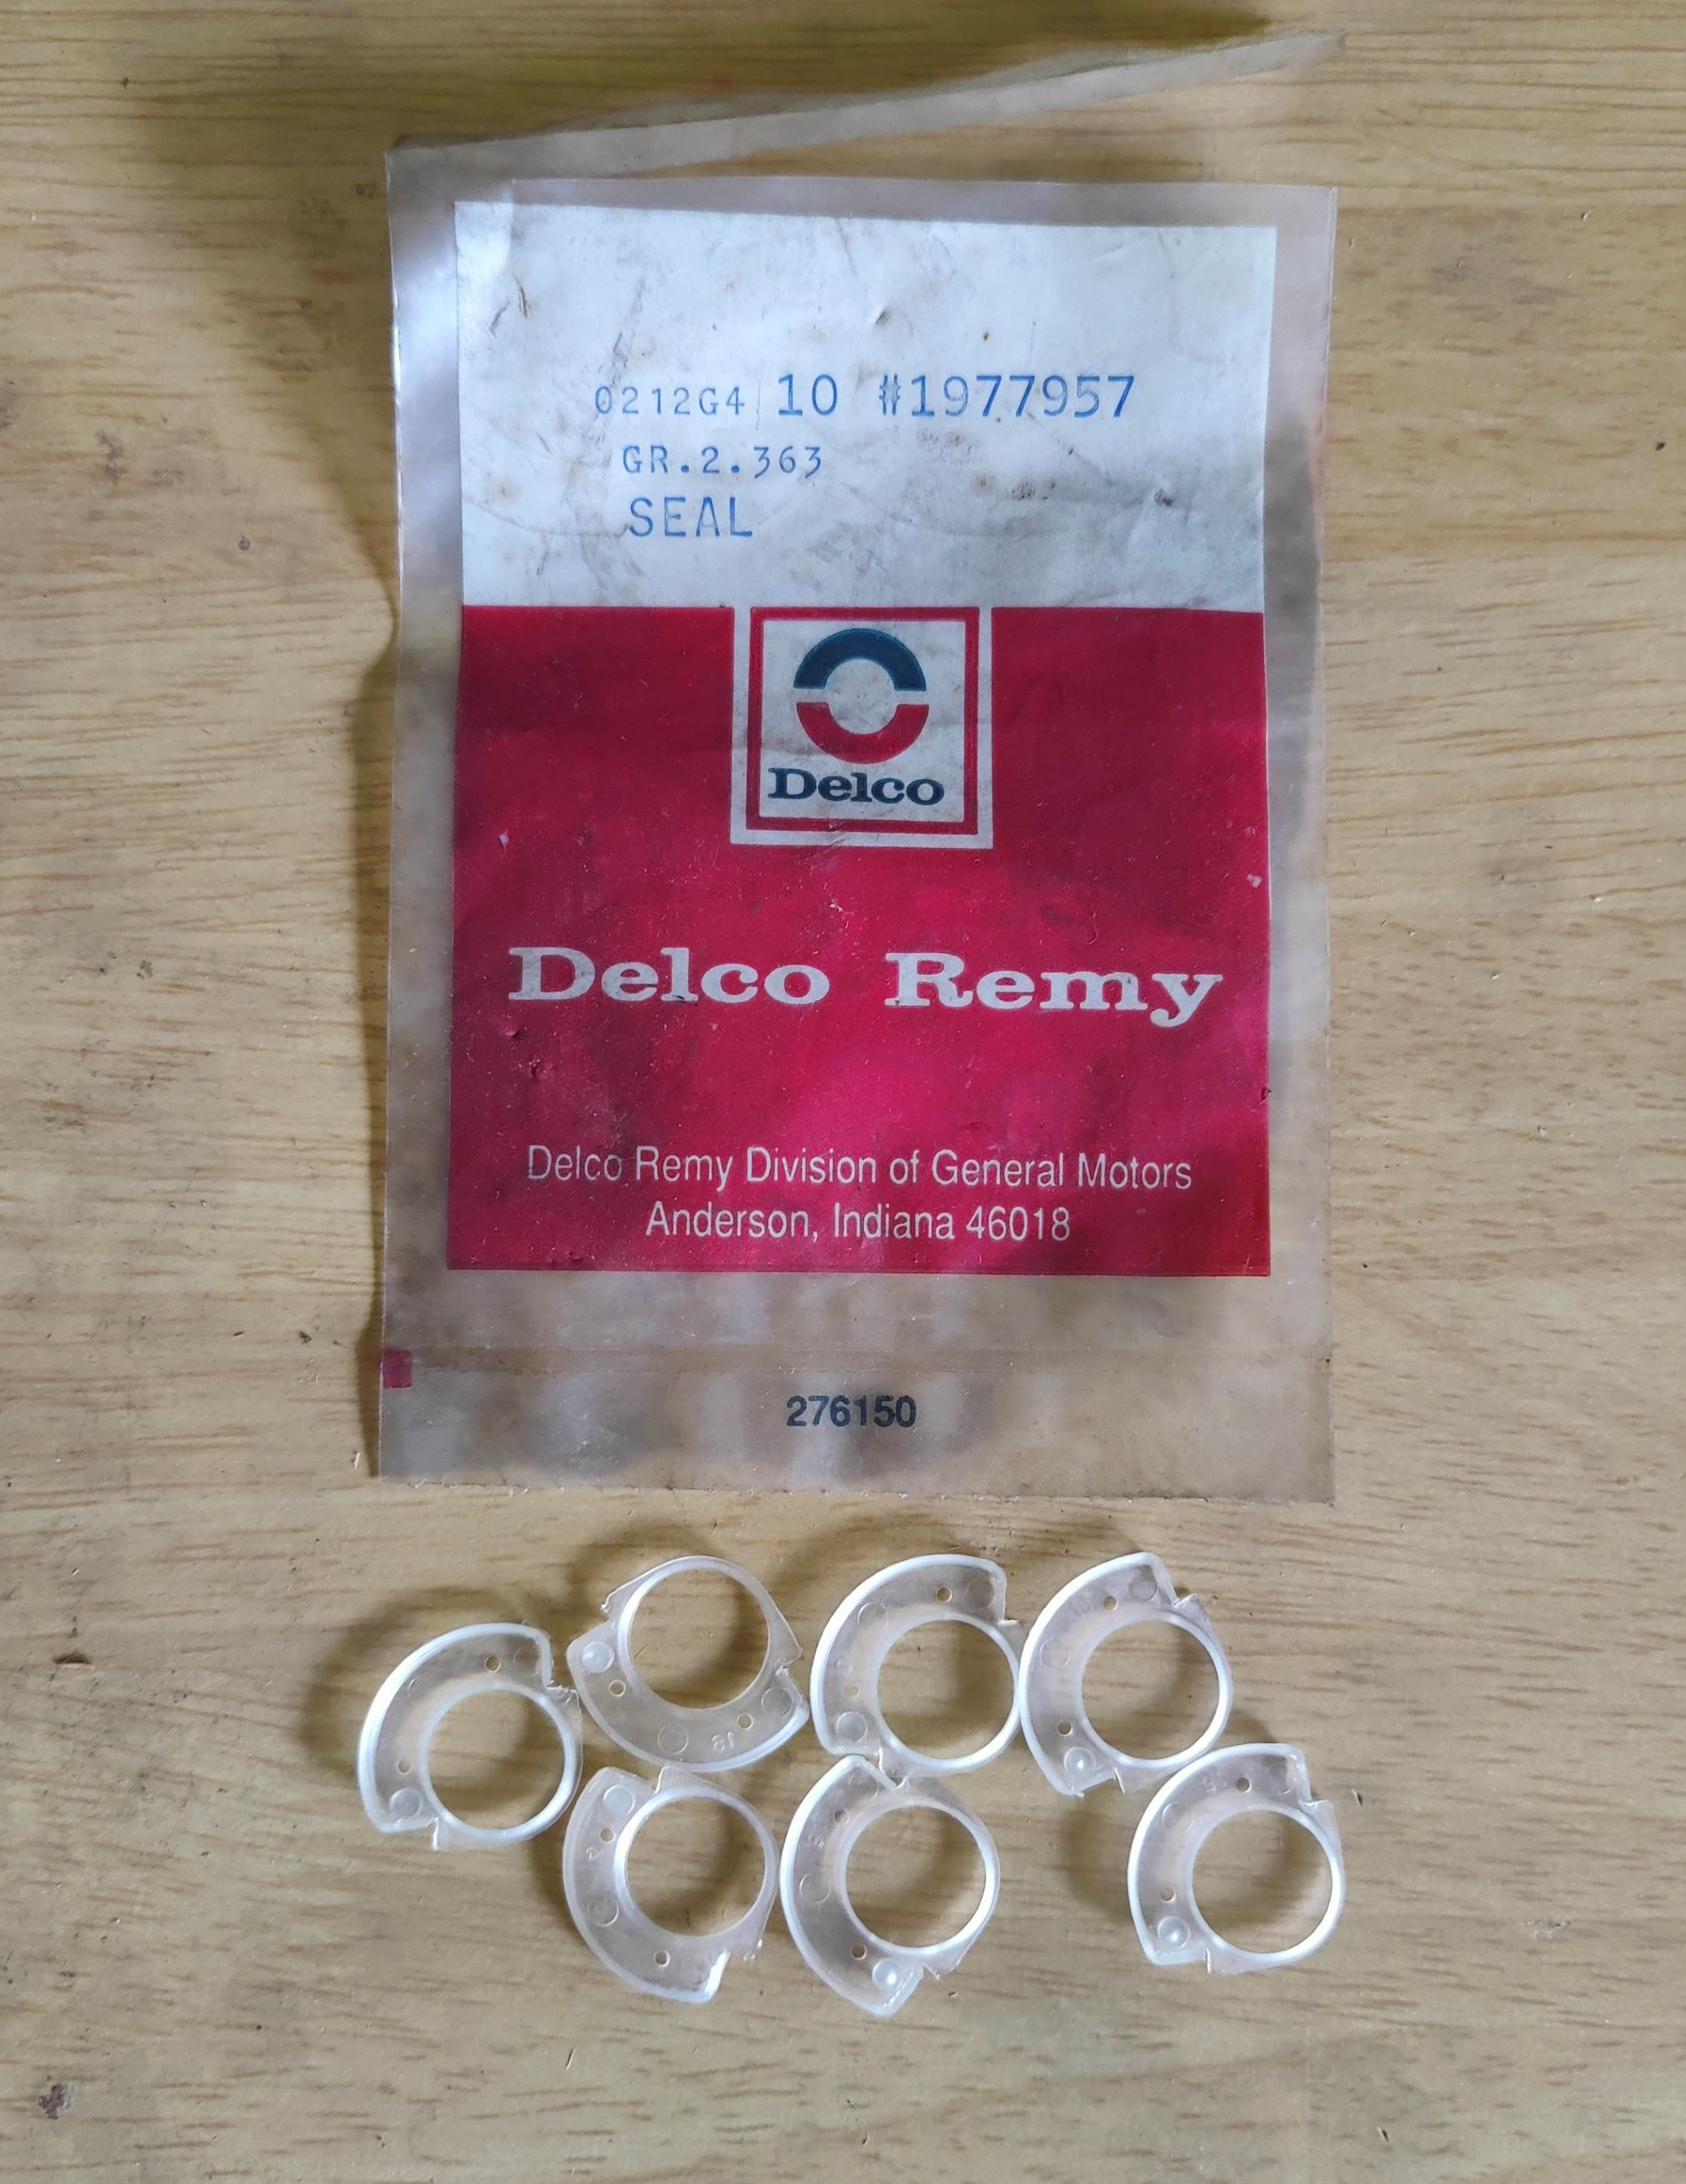 0212G4 10 #1977957
GR.2.363
SEAL
Delco
Delco Remy
Delco Remy Division of General Motors
Anderson, Indiana 46018
276150
18